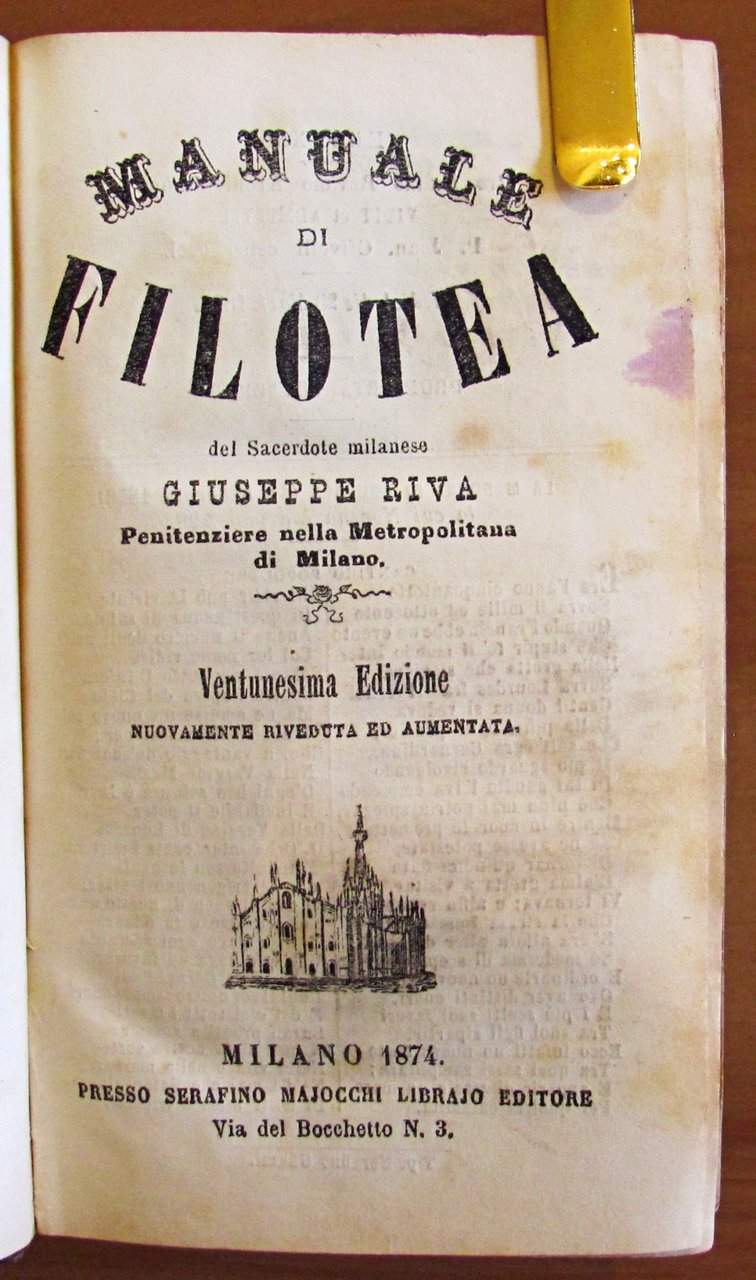 MANUALE
DI
FILOTEA
del Sacerdote milanese
GIUSEPPE RIVA
Penitenziere nella Metropolitana
di Milano.
Ventunesima Edizione
NUOVAMENTE RIVEDUTA ED AUMENTATA.
MILANO 1874.
PRESSO SERAFINO MAJOCCHI LIBRAJO EDITORE
Via del Bocchetto N. 3.